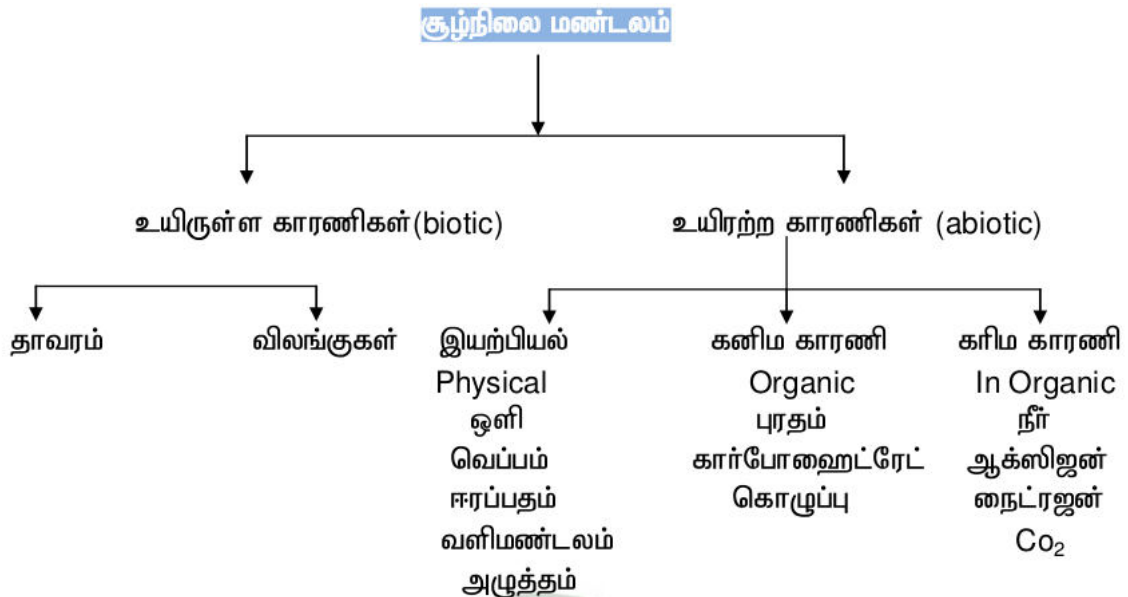 சூழ்நிலை மண்டலம்
உயிருள்ள காரணிகள்(biotic)
உயிரற்ற காரணிகள் (abiotic)
தாவரம்
விலங்குகள்
இயற்பியல்
Physical
ஒளி
வெப்பம்
ஈரப்பதம்
வளிமண்டலம்
அழுத்தம்
கனிம காரணி
Organic
புரதம்
கார்போஹைட்ரேட்
கொழுப்பு
கரிம காரணி
In Organic
நீர்
ஆக்ஸிஜன்
நைட்ரஜன்
Co₂